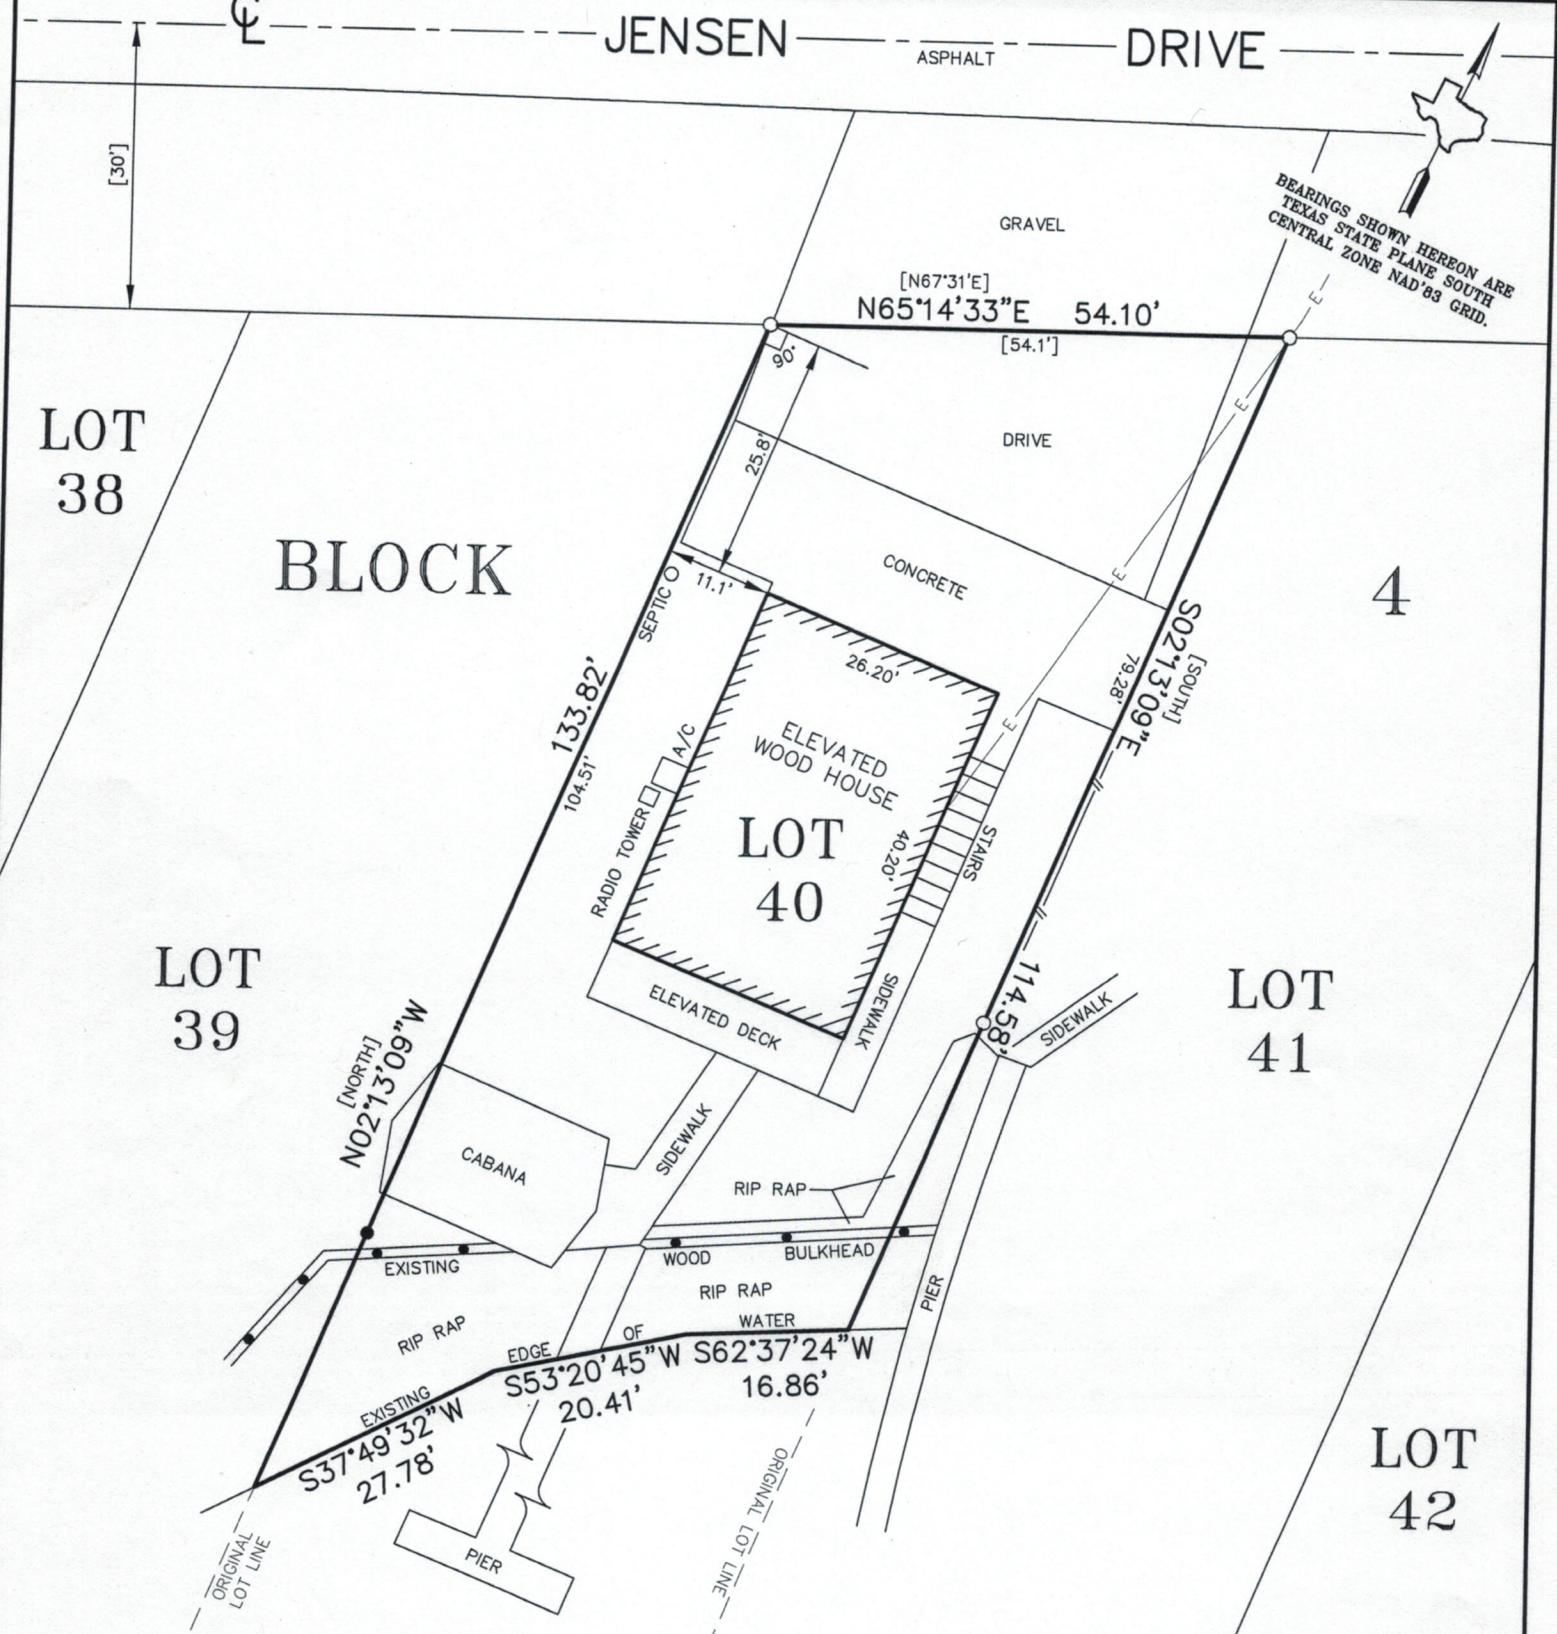 ℄
JENSEN DRIVE
ASPHALT
[30']
BEARINGS SHOWN HEREON ARE
TEXAS STATE PLANE SOUTH
CENTRAL ZONE NAD'83 GRID.
GRAVEL
[N67°31'E]
N65°14'33"E 54.10'
[54.1']
E
90°
E
LOT
38
25.8'
DRIVE
BLOCK
CONCRETE
E
4
11.1'
SEPTIC
S02°13'09"E
[SOUTH]
79.28'
133.82'
104.51'
26.20'
E
A/C
ELEVATED
WOOD HOUSE
RADIO TOWER
LOT
40
40.20'
STAIRS
LOT
39
LOT
41
114.58'
SIDEWALK
SIDEWALK
ELEVATED DECK
[NORTH]
N02°13'09"W
CABANA
SIDEWALK
RIP RAP
EXISTING
WOOD
BULKHEAD
RIP RAP
PIER
RIP RAP
WATER
OF
EDGE
EXISTING
S53°20'45"W
20.41'
S62°37'24"W
16.86'
S37°49'32"W
27.78'
LOT
42
ORIGINAL LOT LINE
ORIGINAL
LOT LINE
PIER